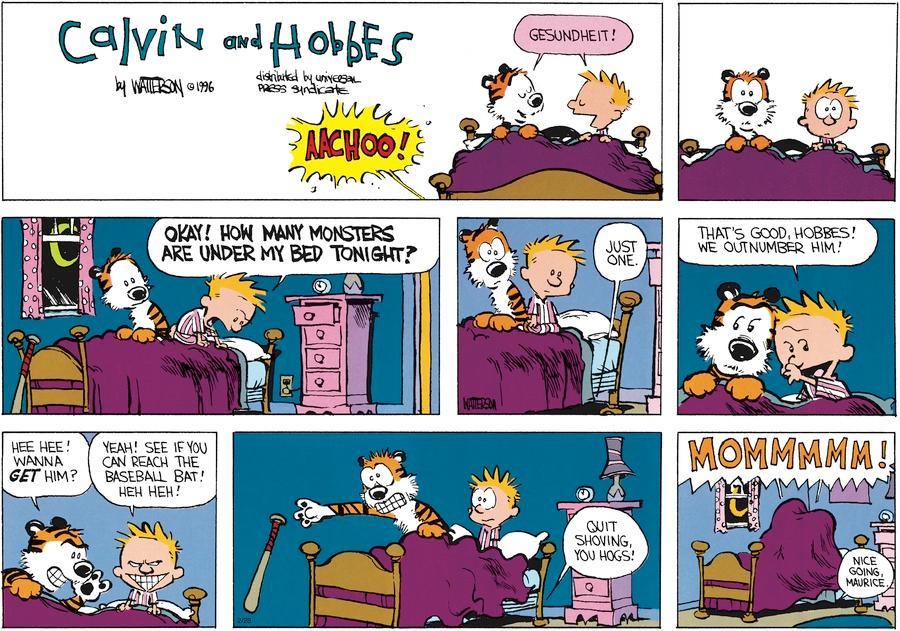 Calvin and Hobbes
by WATTERSON © 1996
distributed by universal
press syndicate
AACHOO!
GESUNDHEIT!
OKAY! HOW MANY MONSTERS
ARE UNDER MY BED TONIGHT?
JUST
ONE.
WATTERSON
THAT'S GOOD, HOBBES!
WE OUTNUMBER HIM!
HEE HEE!
WANNA
GET HIM?
YEAH! SEE IF YOU
CAN REACH THE
BASEBALL BAT!
HEH HEH!
QUIT
SHOVING,
YOU HOGS!
2/28
MOMMMMM!
NICE
GOING,
MAURICE.